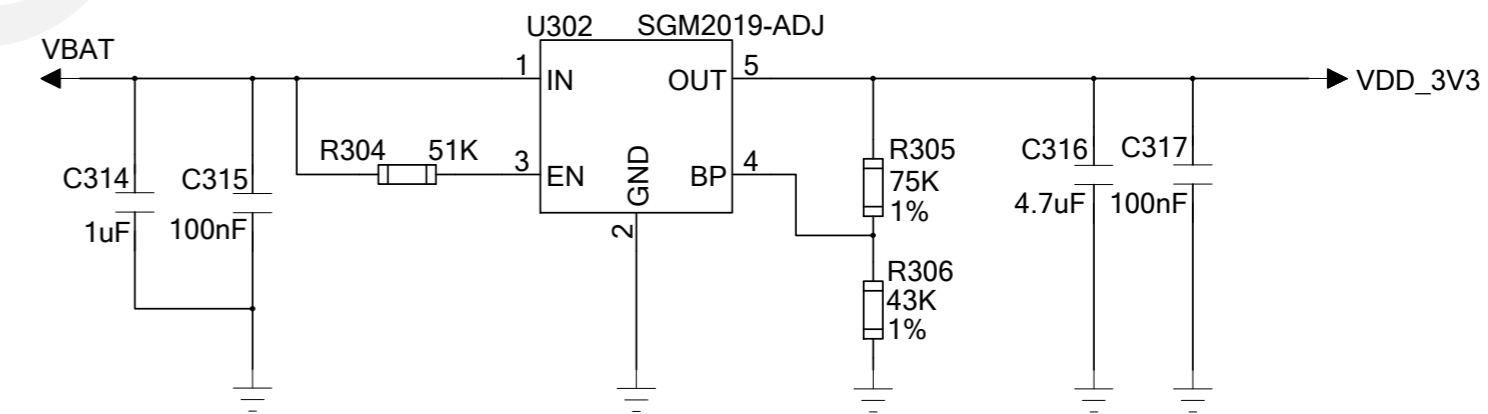 U302 SGM2019-ADJ
VBAT
1
IN
OUT
5
VDD_3V3
R304 51K
3
EN
GND
2
BP
4
C314
1uF
C315
100nF
R305
75K
1%
R306
43K
1%
C316
4.7uF
C317
100nF